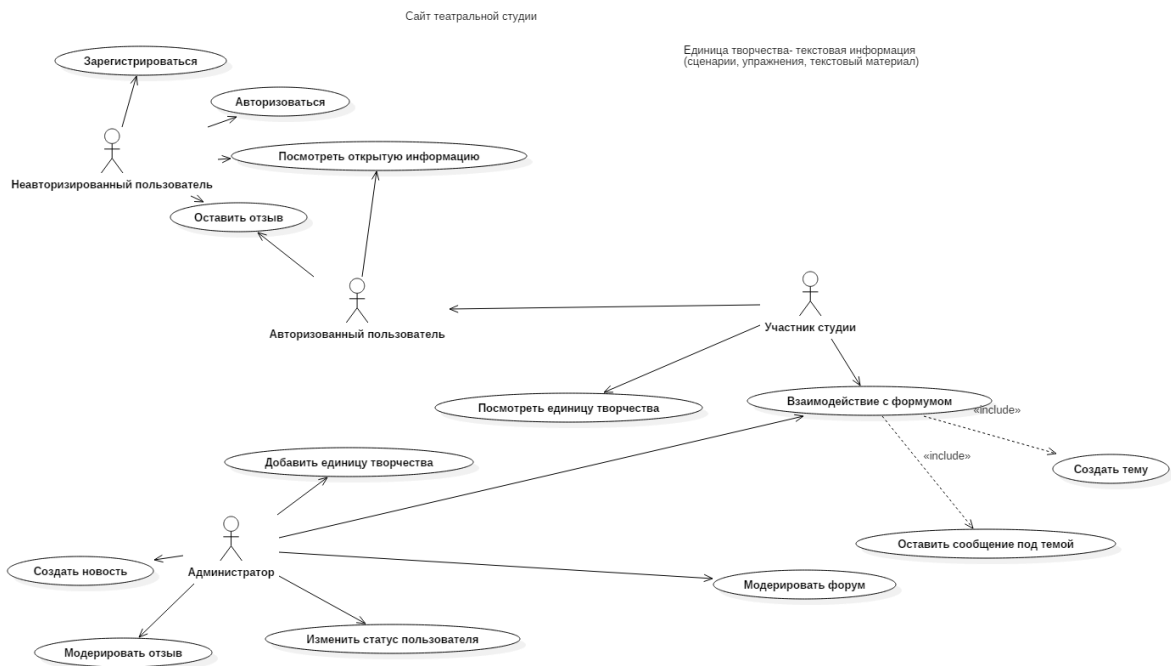 Сайт театральной студии
Единица творчества- текстовая информация
(сценарии, упражнения, текстовый материал)
Зарегистрироваться
Авторизоваться
Посмотреть открытую информацию
Неавторизированный пользователь
Оставить отзыв
Авторизованный пользователь
Участник студии
Посмотреть единицу творчества
Взаимодействие с формумом
«include»
«include»
Добавить единицу творчества
Создать тему
Оставить сообщение под темой
Создать новость
Администратор
Модерировать форум
Модерировать отзыв
Изменить статус пользователя